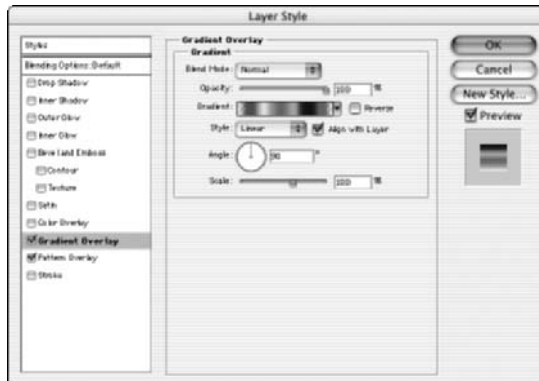 Layer Style
Styles
Blending Options: Default
Drop Shadow
Inner Shadow
Outer Glow
Inner Glow
Bevel and Emboss
Contour
Texture
Satin
Color Overlay
Gradient Overlay
Pattern Overlay
Stroke
Gradient Overlay
Gradient
Blend Mode: Normal
Opacity: 100 %
Gradient: Reverse
Style: Linear Align with Layer
Angle: 90 °
Scale: 100 %
OK
Cancel
New Style...
Preview